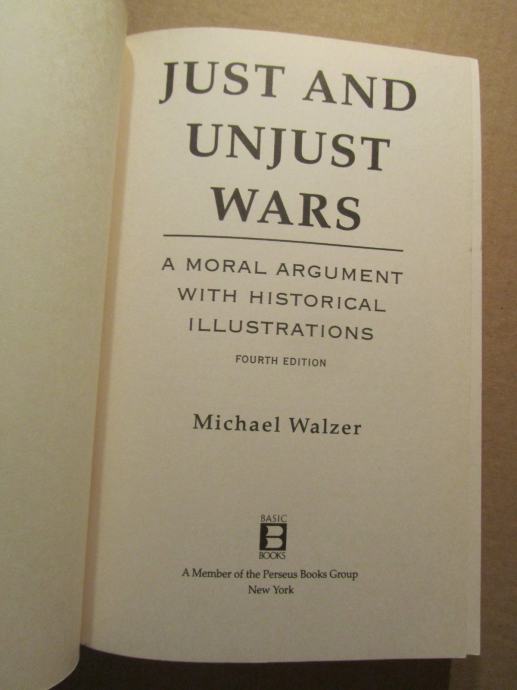 JUST AND
UNJUST
WARS
A MORAL ARGUMENT
WITH HISTORICAL
ILLUSTRATIONS
FOURTH EDITION
Michael Walzer
BASIC
B
BOOKS
A Member of the Perseus Books Group
New York